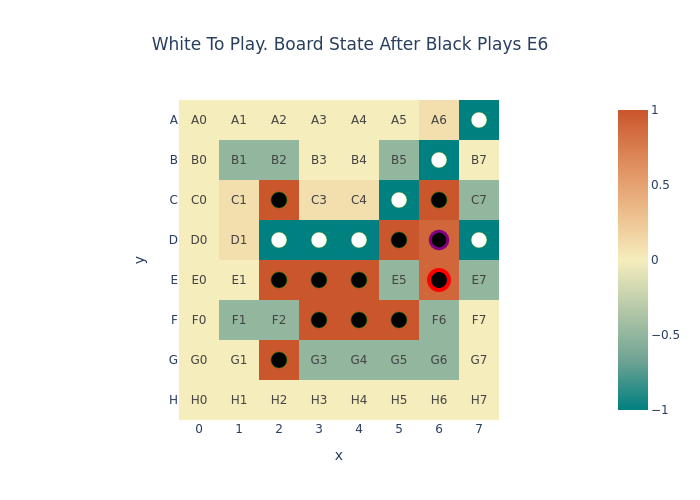 White To Play. Board State After Black Plays E6
A A0 A1 A2 A3 A4 A5 A6
B B0 B1 B2 B3 B4 B5 B7
C C0 C1 C3 C4 C7
D D0 D1
E E0 E1 E5 E7
F F0 F1 F2 F6 F7
G G0 G1 G3 G4 G5 G6 G7
H H0 H1 H2 H3 H4 H5 H6 H7
0 1 2 3 4 5 6 7
x
y
1
0.5
0
−0.5
−1